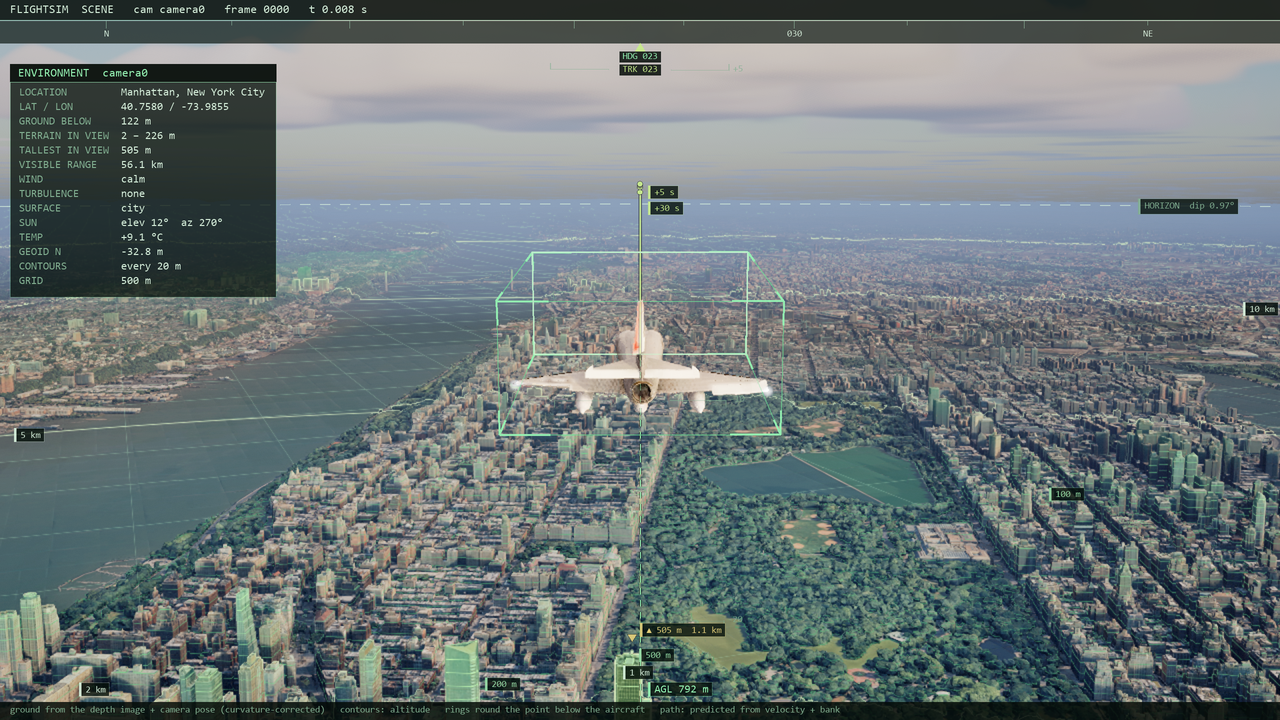 FLIGHTSIM SCENE cam camera0 frame 0000 t 0.008 s
N 030 NE
HDG 023
TRK 023
+5
ENVIRONMENT camera0
LOCATION Manhattan, New York City
LAT / LON 40.7580 / -73.9855
GROUND BELOW 122 m
TERRAIN IN VIEW 2 – 226 m
TALLEST IN VIEW 505 m
VISIBLE RANGE 56.1 km
WIND calm
TURBULENCE none
SURFACE city
SUN elev 12° az 270°
TEMP +9.1 °C
GEOID N -32.8 m
CONTOURS every 20 m
GRID 500 m
+5 s
+30 s
HORIZON dip 0.97°
10 km
5 km
100 m
▲ 505 m 1.1 km
500 m
1 km
200 m
2 km
AGL 792 m
ground from the depth image + camera pose (curvature-corrected) contours: altitude rings round the point below the aircraft path: predicted from velocity + bank